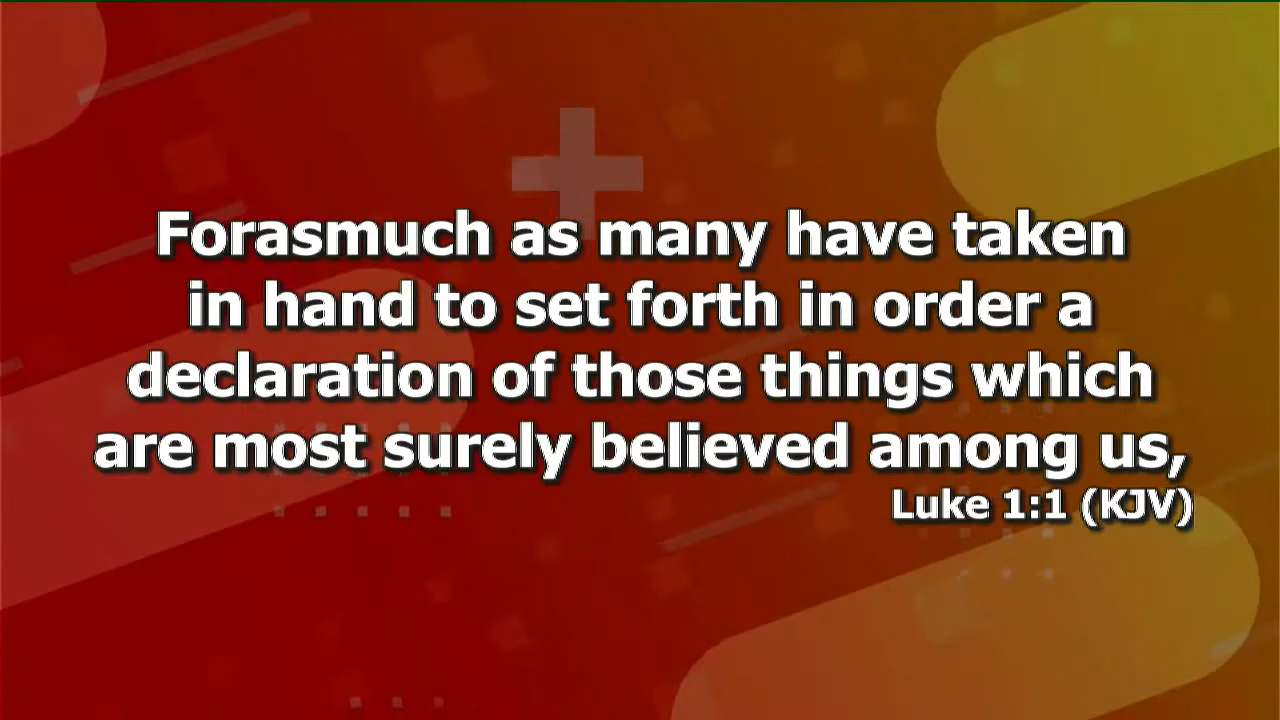 Forasmuch as many have taken
in hand to set forth in order a
declaration of those things which
are most surely believed among us,
Luke 1:1 (KJV)